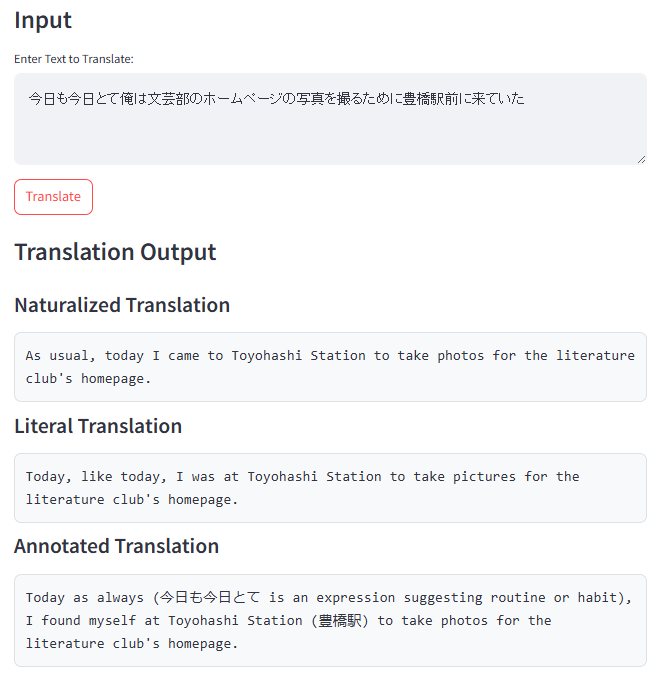 Input
Enter Text to Translate:
今日も今日とて俺は文芸部のホームページの写真を撮るために豊橋駅前に来ていた
Translate
Translation Output
Naturalized Translation
As usual, today I came to Toyohashi Station to take photos for the literature
club's homepage.
Literal Translation
Today, like today, I was at Toyohashi Station to take pictures for the
literature club's homepage.
Annotated Translation
Today as always (今日も今日とて is an expression suggesting routine or habit),
I found myself at Toyohashi Station (豊橋駅) to take photos for the
literature club's homepage.